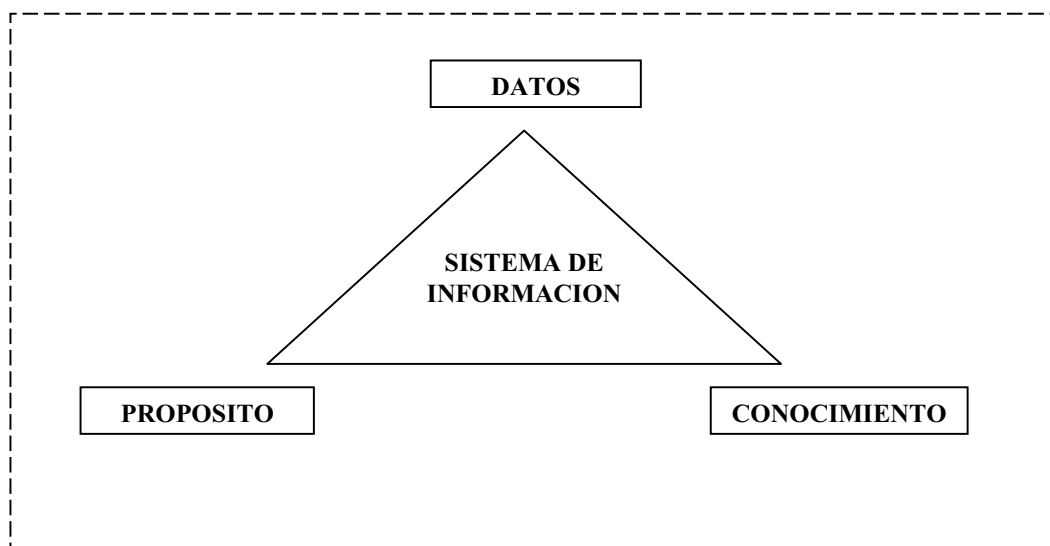 DATOS
SISTEMA DE
INFORMACION
PROPOSITO
CONOCIMIENTO